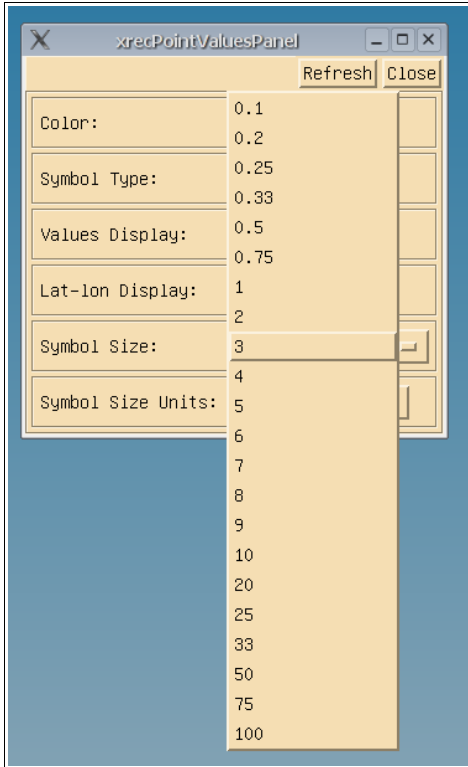 xrecPointValuesPanel
Refresh Close
Color:
Symbol Type:
Values Display:
Lat-lon Display:
Symbol Size:
Symbol Size Units:
0.1
0.2
0.25
0.33
0.5
0.75
1
2
3
4
5
6
7
8
9
10
20
25
33
50
75
100